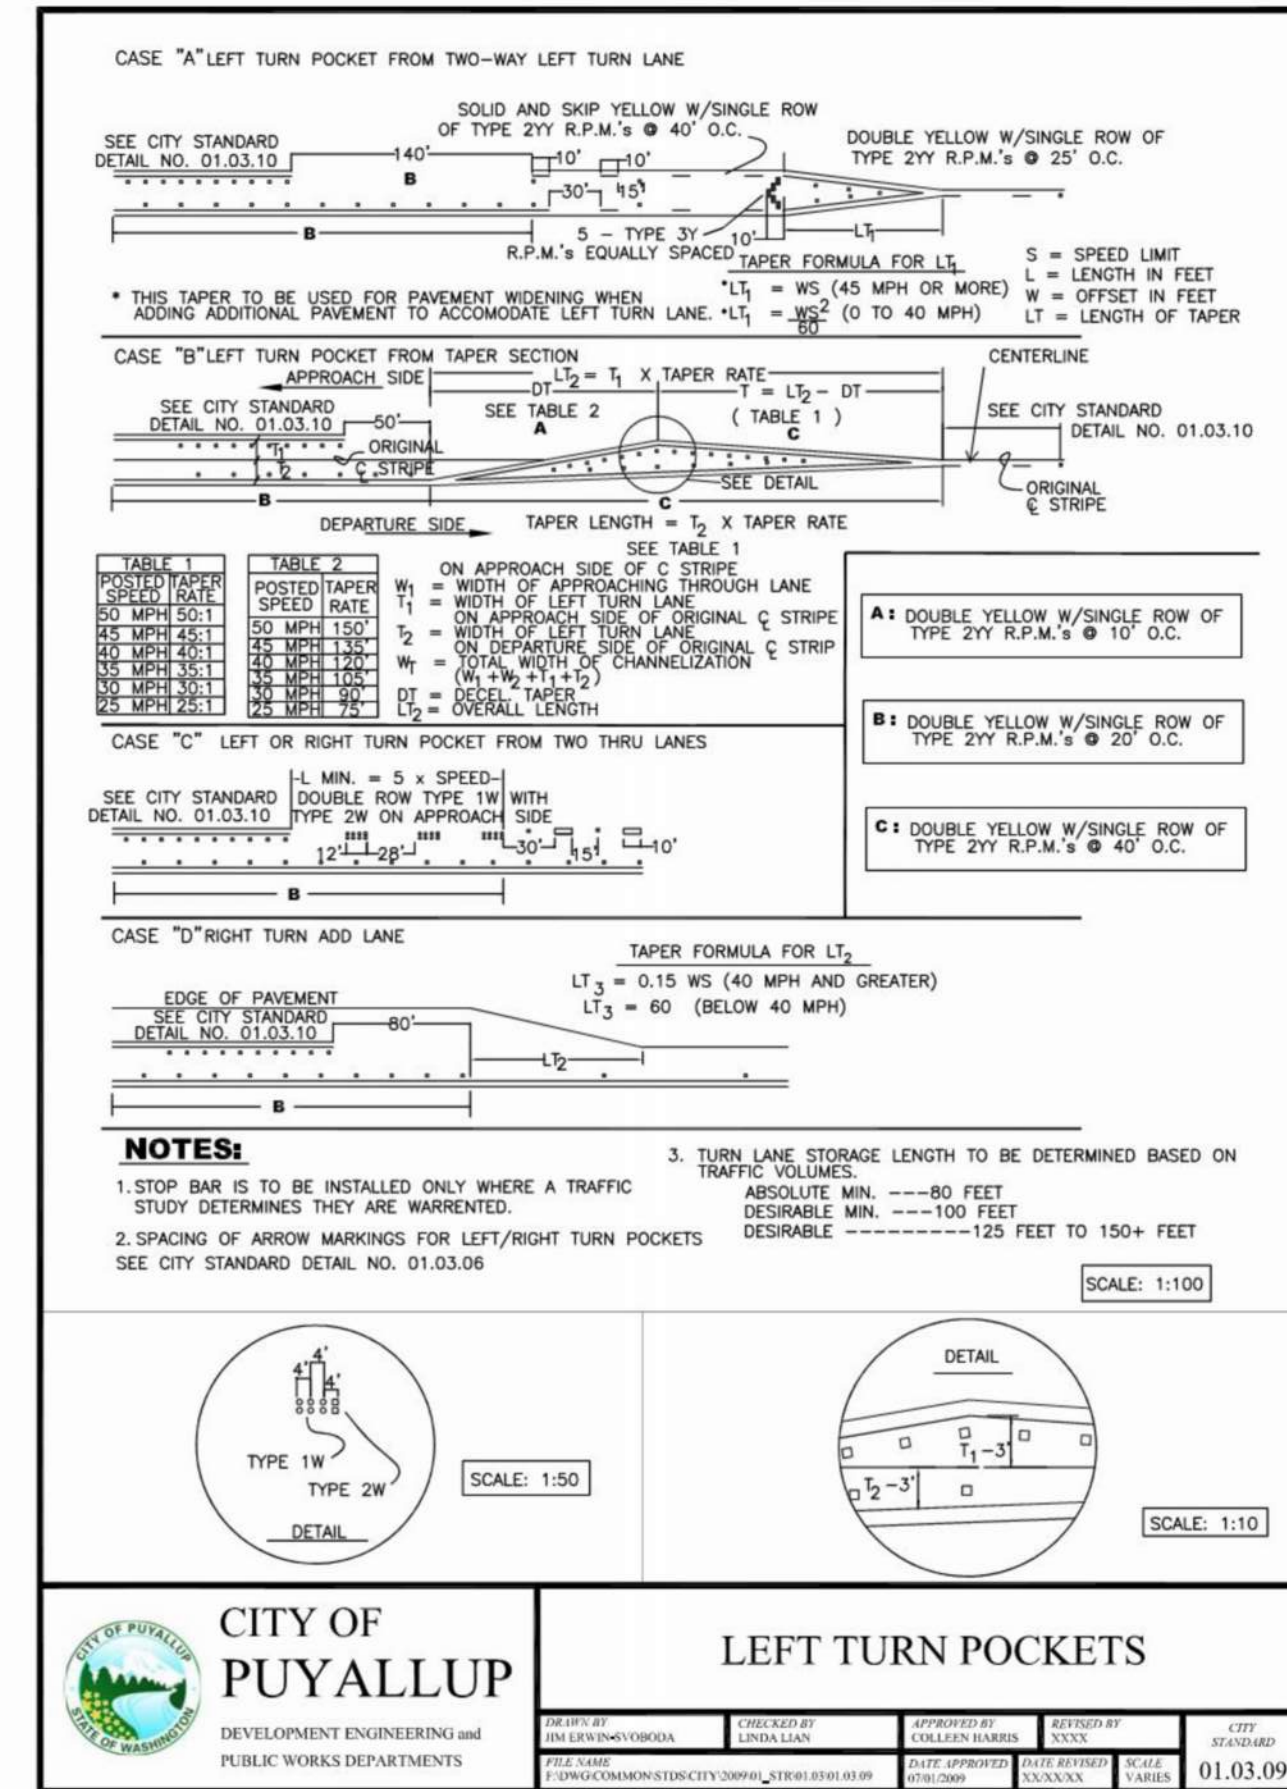 CASE "A" LEFT TURN POCKET FROM TWO-WAY LEFT TURN LANE
SOLID AND SKIP YELLOW W/SINGLE ROW
OF TYPE 2YY R.P.M.'s @ 40' O.C.
SEE CITY STANDARD
DETAIL NO. 01.03.10
140'
B
10'
10'
DOUBLE YELLOW W/SINGLE ROW OF
TYPE 2YY R.P.M.'s @ 25' O.C.
30'
15'
B
5 - TYPE 3Y
R.P.M.'s EQUALLY SPACED
10'
LT1
TAPER FORMULA FOR LT1
*LT1 = WS (45 MPH OR MORE)
*LT1 = WS2 (0 TO 40 MPH)
60
S = SPEED LIMIT
L = LENGTH IN FEET
W = OFFSET IN FEET
LT = LENGTH OF TAPER
* THIS TAPER TO BE USED FOR PAVEMENT WIDENING WHEN
ADDING ADDITIONAL PAVEMENT TO ACCOMODATE LEFT TURN LANE.
CASE "B" LEFT TURN POCKET FROM TAPER SECTION
APPROACH SIDE
LT2 = T1 X TAPER RATE
CENTERLINE
DT
T = LT2 - DT
SEE CITY STANDARD
DETAIL NO. 01.03.10
50'
SEE TABLE 2
A
( TABLE 1 )
C
SEE CITY STANDARD
DETAIL NO. 01.03.10
T1
T2
ORIGINAL
℄ STRIPE
SEE DETAIL
ORIGINAL
℄ STRIPE
B
C
DEPARTURE SIDE
TAPER LENGTH = T2 X TAPER RATE
SEE TABLE 1
TABLE 1
POSTED SPEED TAPER RATE
50 MPH 50:1
45 MPH 45:1
40 MPH 40:1
35 MPH 35:1
30 MPH 30:1
25 MPH 25:1
TABLE 2
POSTED SPEED TAPER RATE
50 MPH 150'
45 MPH 135'
40 MPH 120'
35 MPH 105'
30 MPH 90'
25 MPH 75'
ON APPROACH SIDE OF C STRIPE
W1 = WIDTH OF APPROACHING THROUGH LANE
T1 = WIDTH OF LEFT TURN LANE
ON APPROACH SIDE OF ORIGINAL ℄ STRIPE
T2 = WIDTH OF LEFT TURN LANE
ON DEPARTURE SIDE OF ORIGINAL ℄ STRIP
WT = TOTAL WIDTH OF CHANNELIZATION
(W1 +W2 +T1 +T2)
DT = DECEL. TAPER
LT2 = OVERALL LENGTH
A: DOUBLE YELLOW W/SINGLE ROW OF
TYPE 2YY R.P.M.'s @ 10' O.C.
B: DOUBLE YELLOW W/SINGLE ROW OF
TYPE 2YY R.P.M.'s @ 20' O.C.
C: DOUBLE YELLOW W/SINGLE ROW OF
TYPE 2YY R.P.M.'s @ 40' O.C.
CASE "C" LEFT OR RIGHT TURN POCKET FROM TWO THRU LANES
L MIN. = 5 x SPEED
SEE CITY STANDARD
DETAIL NO. 01.03.10
DOUBLE ROW TYPE 1W WITH
TYPE 2W ON APPROACH SIDE
12'
28'
30'
15'
10'
B
CASE "D" RIGHT TURN ADD LANE
TAPER FORMULA FOR LT2
LT3 = 0.15 WS (40 MPH AND GREATER)
LT3 = 60 (BELOW 40 MPH)
EDGE OF PAVEMENT
SEE CITY STANDARD
DETAIL NO. 01.03.10
80'
LT2
B
NOTES:
1. STOP BAR IS TO BE INSTALLED ONLY WHERE A TRAFFIC
STUDY DETERMINES THEY ARE WARRENTED.
2. SPACING OF ARROW MARKINGS FOR LEFT/RIGHT TURN POCKETS
SEE CITY STANDARD DETAIL NO. 01.03.06
3. TURN LANE STORAGE LENGTH TO BE DETERMINED BASED ON
TRAFFIC VOLUMES.
ABSOLUTE MIN. ---80 FEET
DESIRABLE MIN. ---100 FEET
DESIRABLE ----------125 FEET TO 150+ FEET
SCALE: 1:100
4'
4'
4'
TYPE 1W
TYPE 2W
DETAIL
SCALE: 1:50
DETAIL
T1 -3'
T2 -3'
SCALE: 1:10
CITY OF PUYALLUP
STATE OF WASHINGTON
CITY OF
PUYALLUP
DEVELOPMENT ENGINEERING and
PUBLIC WORKS DEPARTMENTS
LEFT TURN POCKETS
DRAWN BY
JIM ERWIN-SVOBODA
CHECKED BY
LINDA LIAN
APPROVED BY
COLLEEN HARRIS
REVISED BY
XXXX
CITY
STANDARD
01.03.09
FILE NAME
F:\DWG\COMMON\STDS\CITY\2009\01_STR\01.03\01.03.09
DATE APPROVED
07/01/2009
DATE REVISED
XX/XX/XX
SCALE
VARIES